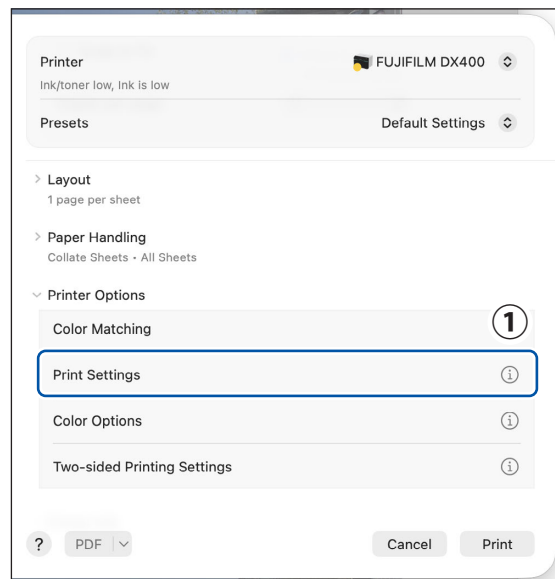 Printer FUJIFILM DX400
Ink/toner low, Ink is low
Presets Default Settings
Layout
1 page per sheet
Paper Handling
Collate Sheets • All Sheets
Printer Options
Color Matching 1
Print Settings
Color Options
Two-sided Printing Settings
? PDF Cancel Print